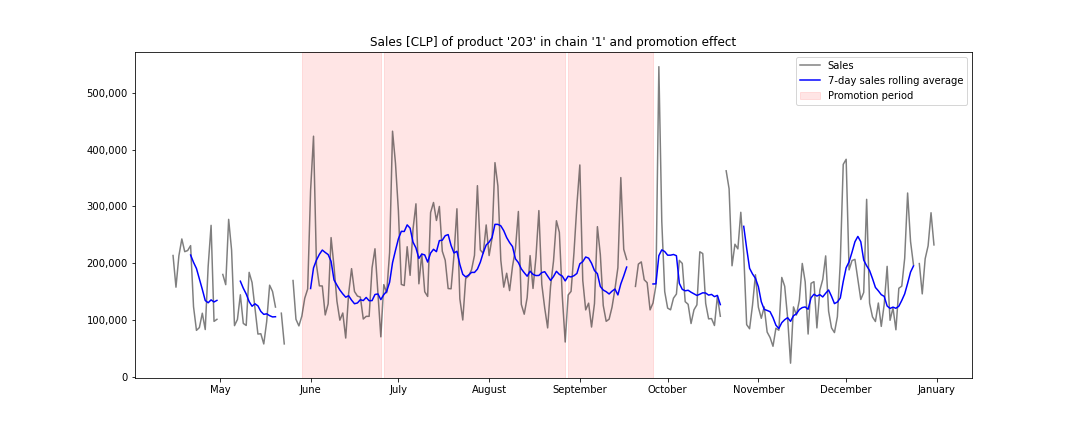 Sales [CLP] of product '203' in chain '1' and promotion effect
Sales
7-day sales rolling average
Promotion period
500,000
400,000
300,000
200,000
100,000
0
May June July August September October November December January